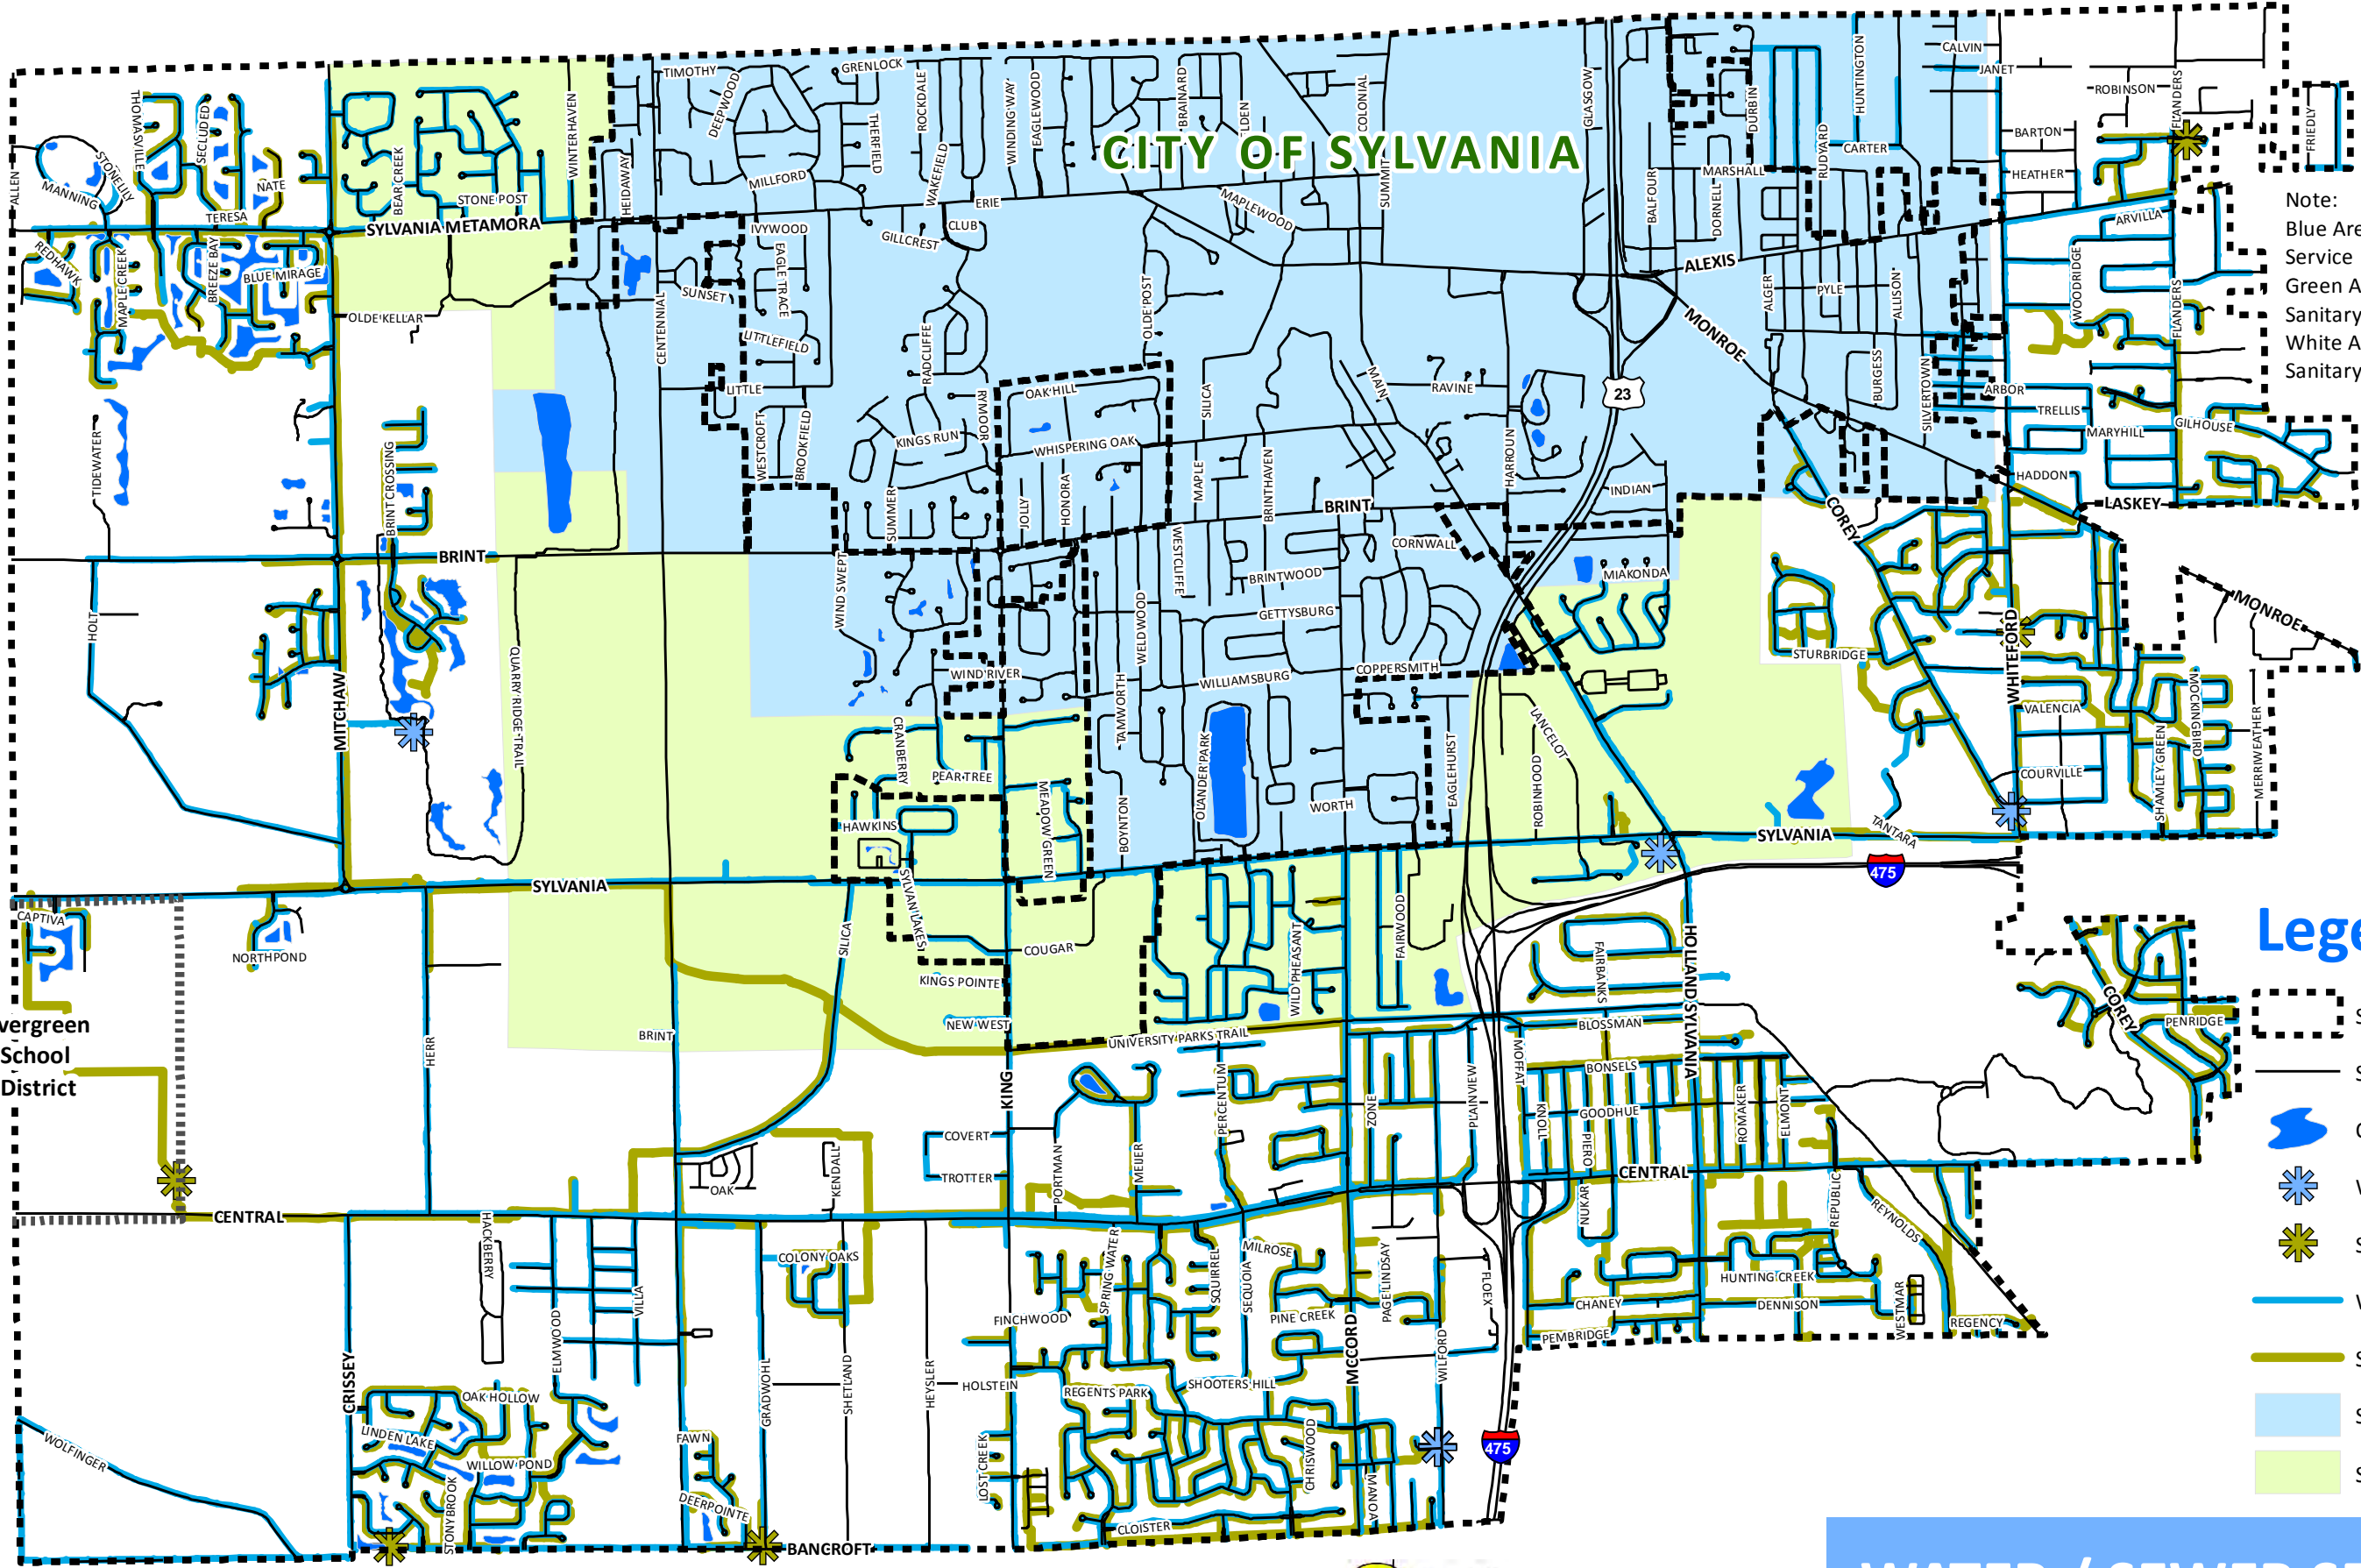 CITY OF SYLVANIA
TIMOTHY
GRENLOCK
DEEPWOOD
ROCKDALE
THERFIELD
WAKEFIELD
WINDING WAY
EAGLEWOOD
BRAINARD
COLONIAL
SUMMIT
GLASGOW
DURBIN
HUNTINGTON
CALVIN
JANET
ROBINSON
FLANDERS
FRIEDLY
BARTON
HEATHER
ARVILLA
CARTER
RUDYARD
MARSHALL
DORNELL
BALFOUR
ALLEN
MANNING
STONELILY
THOMASVILLE
SECLUDED
NATE
TERESA
BEAR CREEK
STONE POST
WINTERHAVEN
HEIDAWAY
MILLFORD
ERIE
CLUB
GILLCREST
MAPLEWOOD
SYLVANIA METAMORA
REDHAWK
MAPLE CREEK
BREEZE BAY
BLUE MIRAGE
OLDE KELLAR
IVYWOOD
EAGLE TRACE
SUNSET
CENTENNIAL
LITTLEFIELD
LITTLE
RADCLIFFE
OLDE POST
ALEXIS
MONROE
ALGER
PYLE
ALLISON
WOODRIDGE
FLANDERS
Note:
Blue Are
Service
Green A
Sanitary
White A
Sanitary
TIDEWATER
BRINT CROSSING
WESTCROFT
BROOKFIELD
KINGS RUN
RYMOOR
OAK HILL
WHISPERING OAK
SILICA
MAIN
RAVINE
23
BURGESS
SILVERTOWN
ARBOR
TRELLIS
MARYHILL
GILHOUSE
HADDON
LASKEY
SUMMER
JOLLY
HONORA
MAPLE
BRINTHAVEN
BRINT
HARROUN
INDIAN
COREY
BRINT
WIND SWEPT
WESTCLIFFE
CORNWALL
BRINTWOOD
GETTYSBURG
MIAKONDA
MONROE
HOLT
MITCHAW
QUARRY RIDGE TRAIL
WIND RIVER
WELDWOOD
TAMWORTH
WILLIAMSBURG
COPPERSMITH
STURBRIDGE
WHITEFORD
VALENCIA
MOCKINGBIRD
SHAMLEY GREEN
MERRIWEATHER
COURVILLE
CRANBERRY
PEAR TREE
MEADOW GREEN
BOYNTON
OLANDER PARK
WORTH
EAGLEHURST
LANCELOT
ROBINHOOD
HAWKINS
SYLVANIA
TANTARA
475
SYLVANIA
CAPTIVA
NORTHPOND
SILICA
SYLVAN LAKES
COUGAR
KINGS POINTE
NEW WEST
WILD PHEASANT
FAIRWOOD
FAIRBANKS
HOLLAND SYLVANIA
COREY
PENRIDGE
Lege
vergreen
School
District
HERR
BRINT
UNIVERSITY PARKS TRAIL
BLOSSMAN
MOFFAT
BONSELS
KING
PERCENTUM
ZONE
PLAINVIEW
KNOLL
PIERO
GOODHUE
ROMAKER
ELMONT
COVERT
TROTTER
PORTMAN
MEIJER
OAK
KENDALL
CENTRAL
CENTRAL
NUKAR
REPUBLIC
REYNOLDS
HACKBERRY
COLONY OAKS
SPRING WATER
SQUIRREL
SEQUOIA
MILROSE
PAGE LINDSAY
FLOEX
HUNTING CREEK
CHANEY
DENNISON
WESTMAR
REGENCY
PEMBRIDGE
ELMWOOD
VILLA
FINCHWOOD
PINE CREEK
MCCORD
WILFORD
CRISSEY
OAK HOLLOW
GRADWOHL
SHETLAND
HEYSLER
HOLSTEIN
REGENTS PARK
SHOOTERS HILL
WOLFINGER
LINDEN LAKE
WILLOW POND
STONYBROOK
FAWN
DEERPOINTE
LOST CREEK
CHRISWOOD
MANOA
475
CLOISTER
BANCROFT